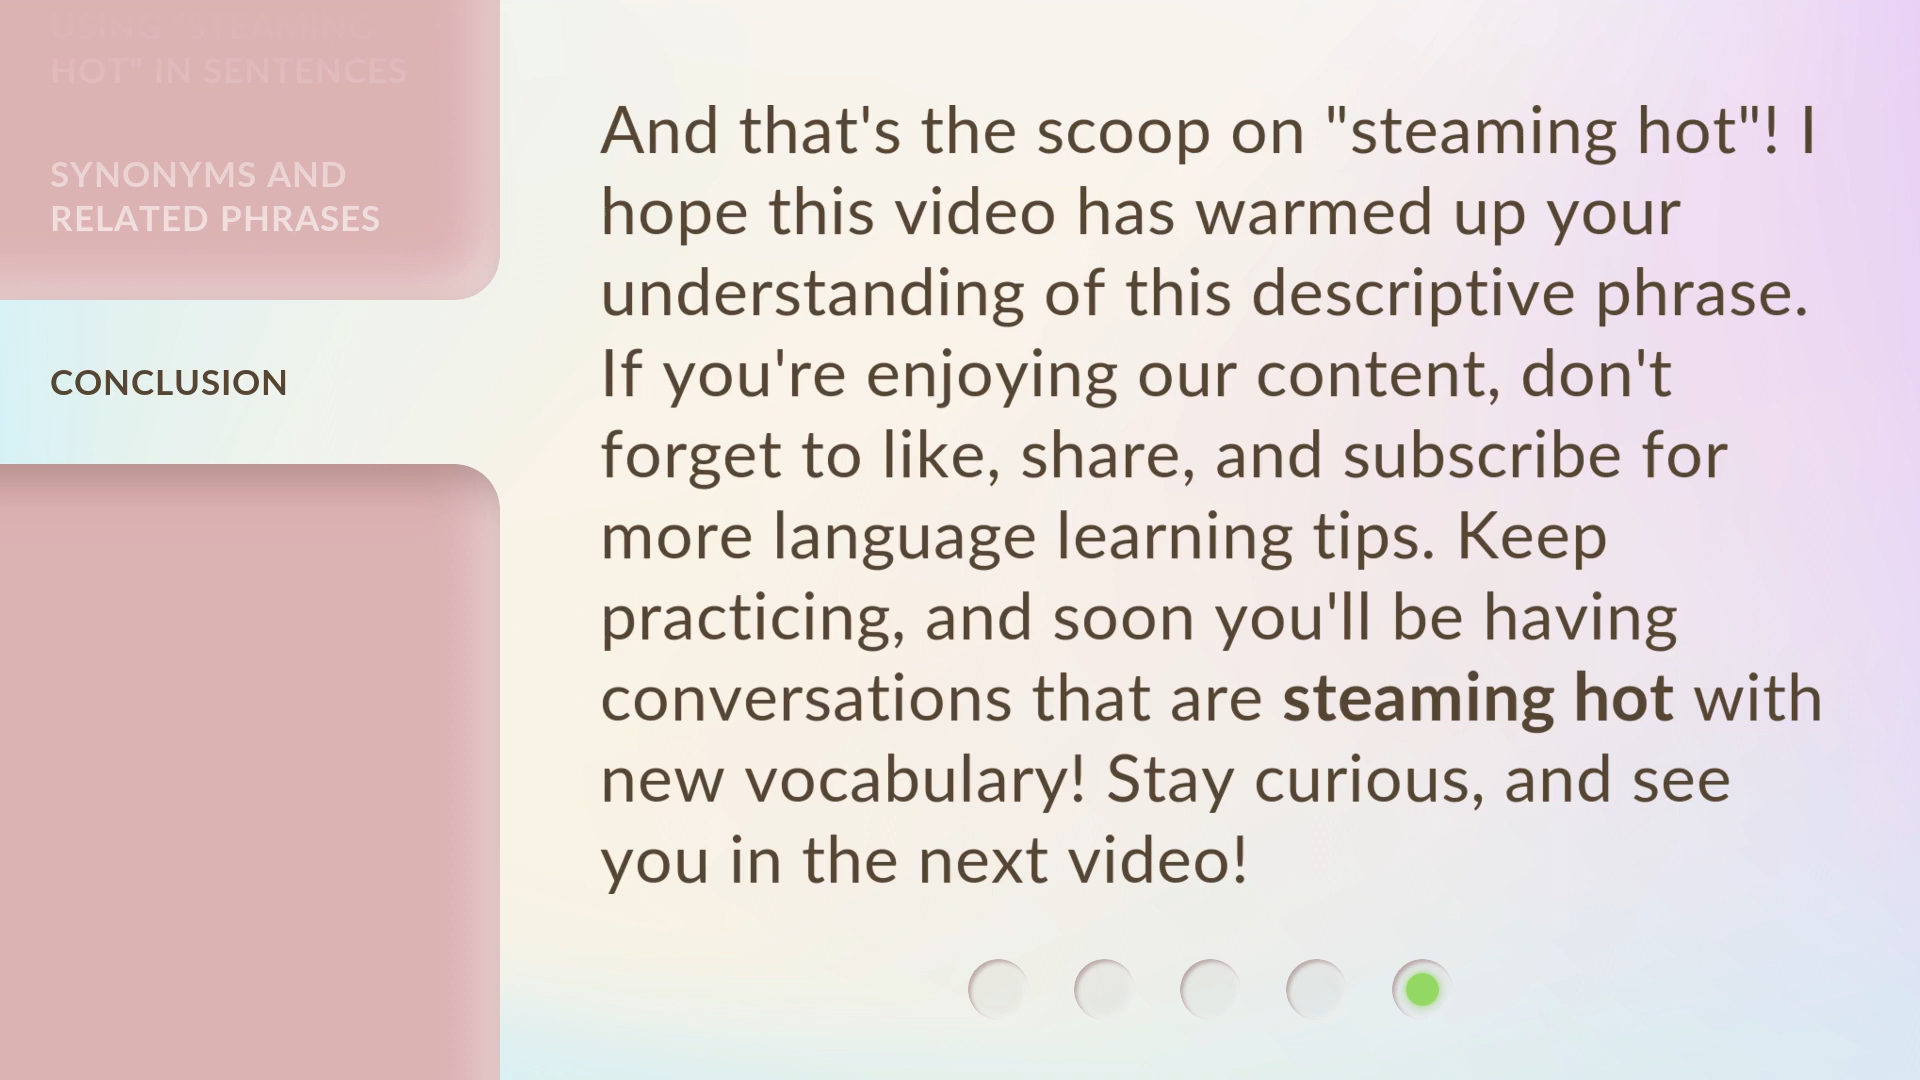 USING "STEAMING
HOT" IN SENTENCES
SYNONYMS AND
RELATED PHRASES
CONCLUSION
And that's the scoop on "steaming hot"! I
hope this video has warmed up your
understanding of this descriptive phrase.
If you're enjoying our content, don't
forget to like, share, and subscribe for
more language learning tips. Keep
practicing, and soon you'll be having
conversations that are steaming hot with
new vocabulary! Stay curious, and see
you in the next video!